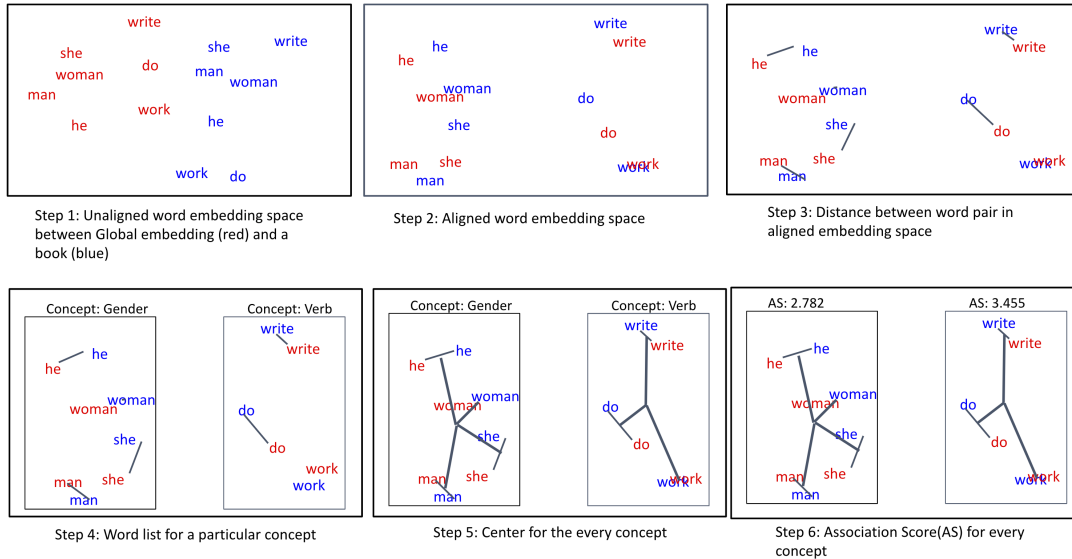 write
she
she
write
do
man
woman
woman
man
work
he
he
work
do
Step 1: Unaligned word embedding space
between Global embedding (red) and a
book (blue)
write
write
he
he
woman
woman
do
she
do
man
she
work
work
man
Step 2: Aligned word embedding space
write
write
he
he
woman
woman
do
she
do
man
she
work
work
man
Step 3: Distance between word pair in
aligned embedding space
Concept: Gender
Concept: Verb
write
write
he
he
woman
woman
do
she
do
man
she
work
work
man
Step 4: Word list for a particular concept
Concept: Gender
Concept: Verb
write
write
he
he
woman
woman
do
she
do
man
she
work
work
man
Step 5: Center for the every concept
AS: 2.782
AS: 3.455
write
write
he
he
woman
woman
do
she
do
man
she
work
work
man
Step 6: Association Score(AS) for every
concept